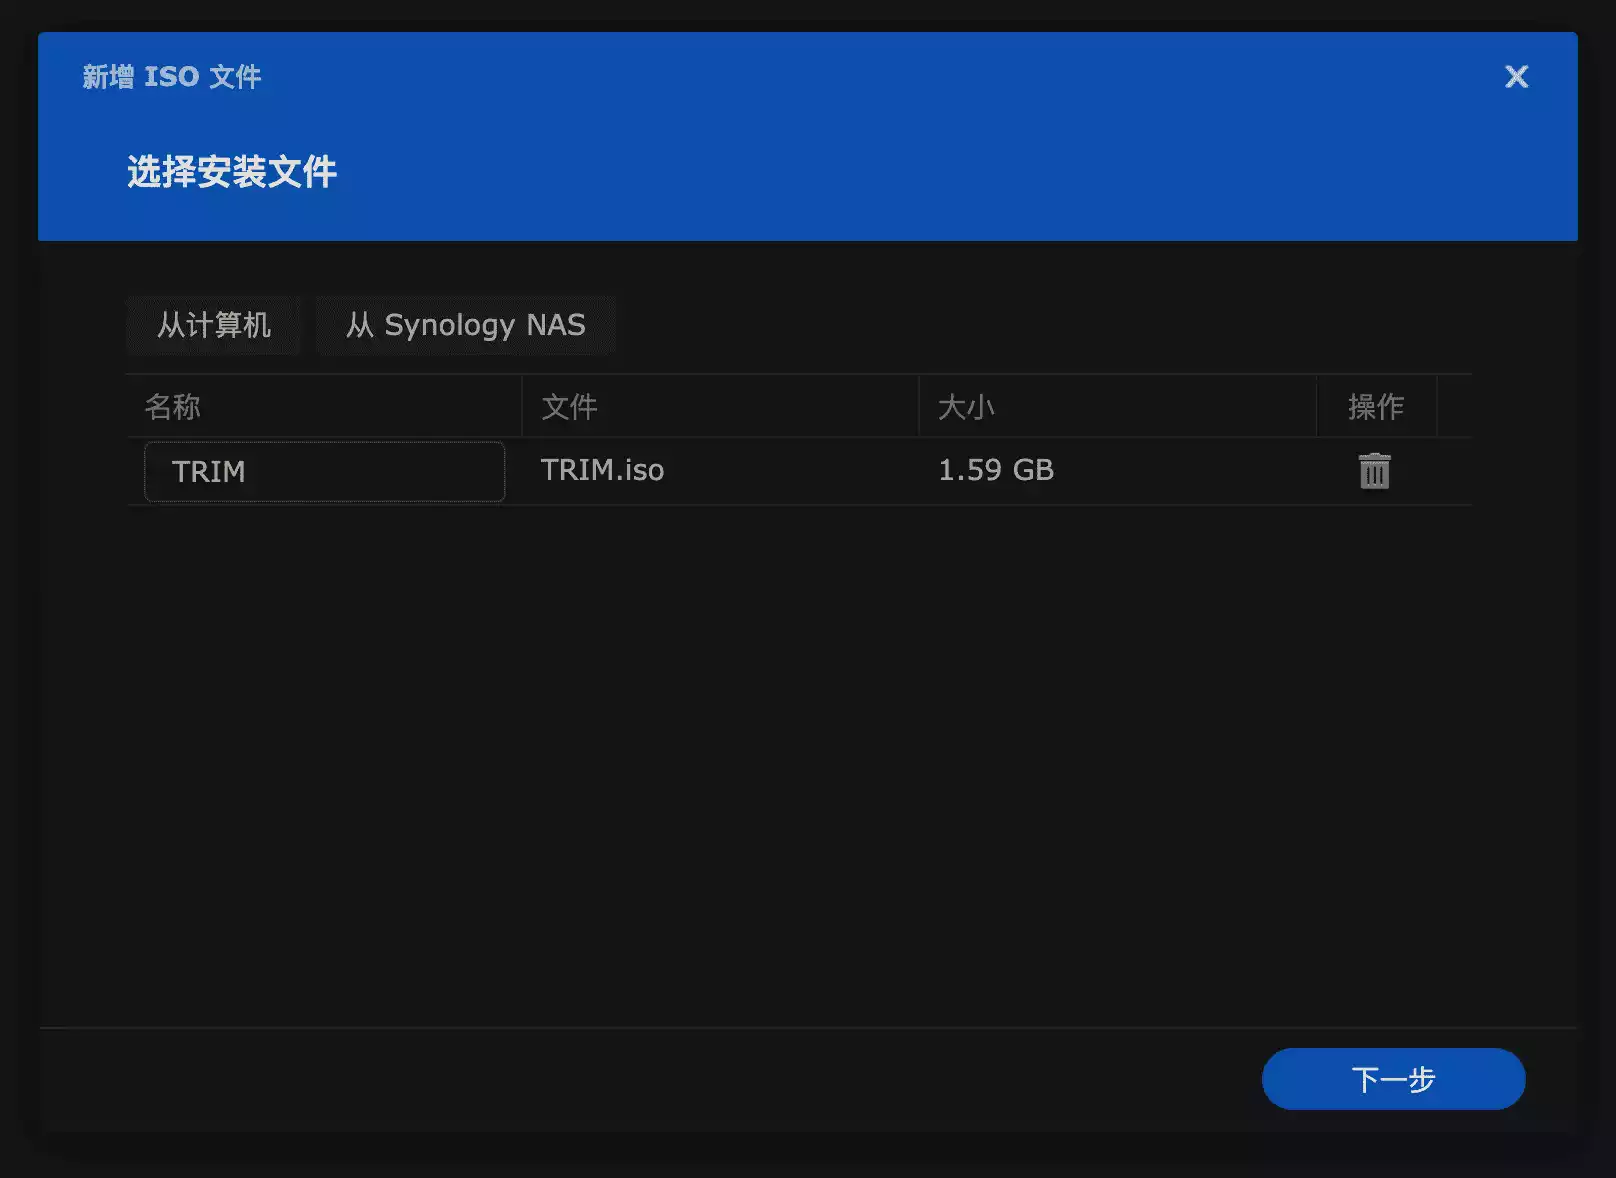 新增 ISO 文件
选择安装文件
从计算机 从 Synology NAS
名称 文件 大小 操作
TRIM TRIM.iso 1.59 GB
下一步